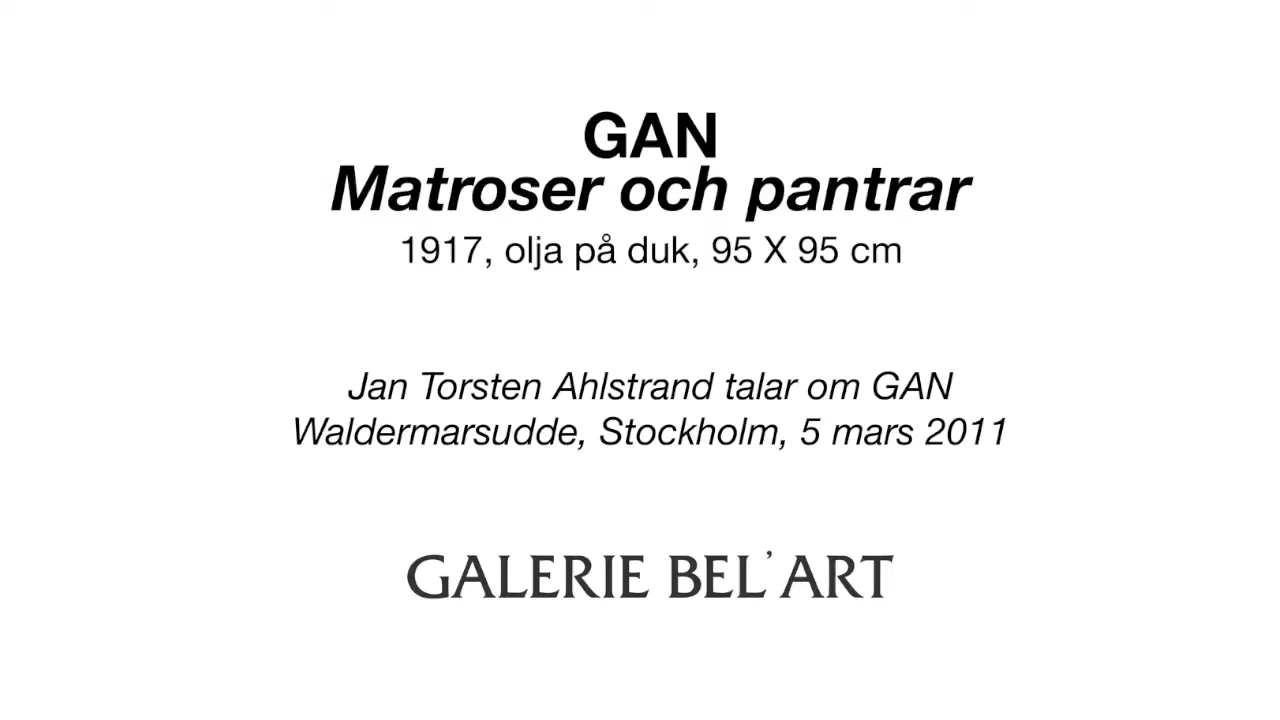 GAN
Matroser och pantrar
1917, olja på duk, 95 X 95 cm
Jan Torsten Ahlstrand talar om GAN
Waldermarsudde, Stockholm, 5 mars 2011
GALERIE BEL’ART